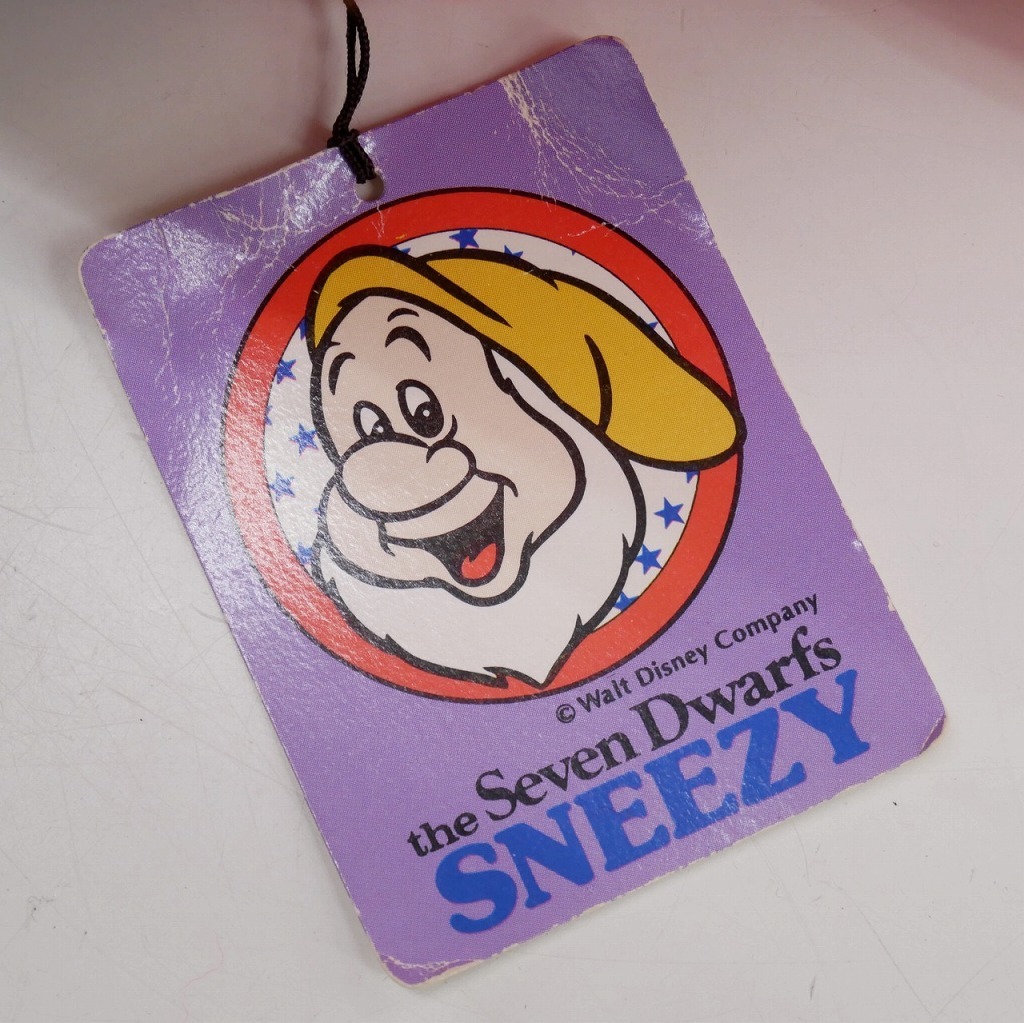 © Walt Disney Company
the Seven Dwarfs
SNEEZY